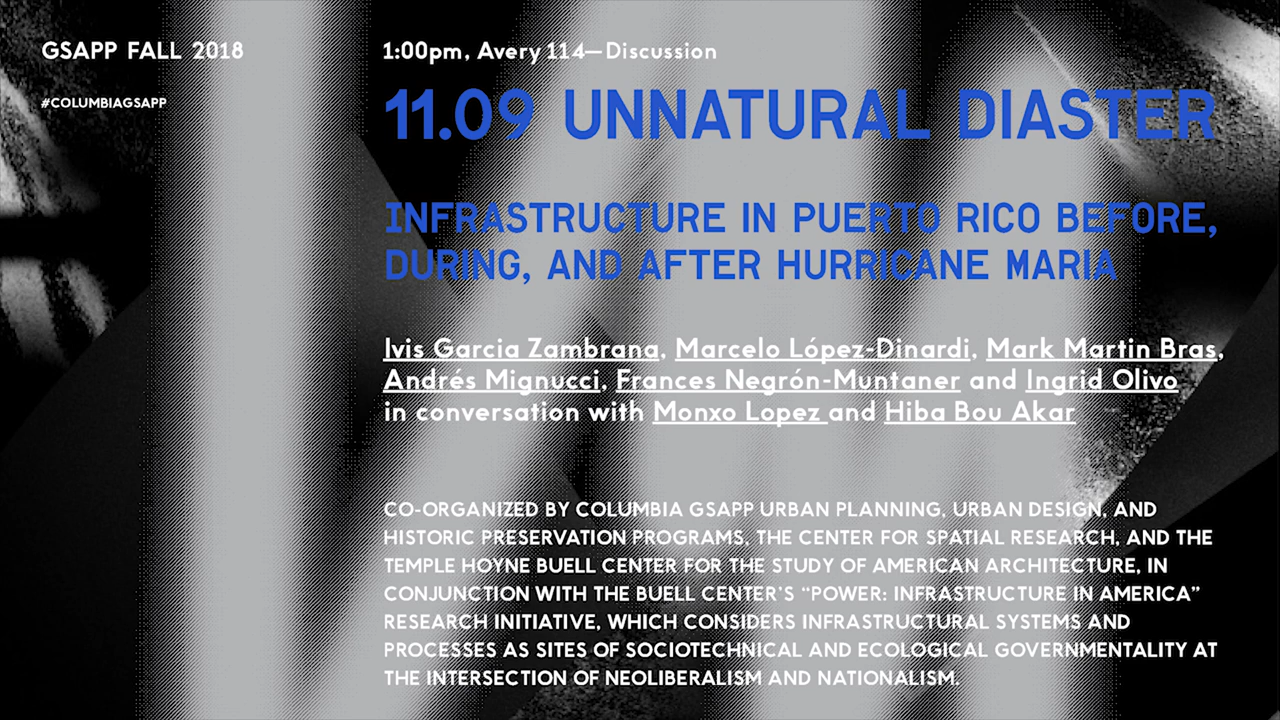 GSAPP FALL 2018
#COLUMBIAGSAPP
1:00pm, Avery 114—Discussion
11.09 UNNATURAL DIASTER
INFRASTRUCTURE IN PUERTO RICO BEFORE,
DURING, AND AFTER HURRICANE MARIA
Ivis Garcia Zambrana, Marcelo López-Dinardi, Mark Martin Bras,
Andrés Mignucci, Frances Negrón-Muntaner and Ingrid Olivo
in conversation with Monxo Lopez and Hiba Bou Akar
CO-ORGANIZED BY COLUMBIA GSAPP URBAN PLANNING, URBAN DESIGN, AND
HISTORIC PRESERVATION PROGRAMS, THE CENTER FOR SPATIAL RESEARCH, AND THE
TEMPLE HOYNE BUELL CENTER FOR THE STUDY OF AMERICAN ARCHITECTURE, IN
CONJUNCTION WITH THE BUELL CENTER'S “POWER: INFRASTRUCTURE IN AMERICA”
RESEARCH INITIATIVE, WHICH CONSIDERS INFRASTRUCTURAL SYSTEMS AND
PROCESSES AS SITES OF SOCIOTECHNICAL AND ECOLOGICAL GOVERNMENTALITY AT
THE INTERSECTION OF NEOLIBERALISM AND NATIONALISM.